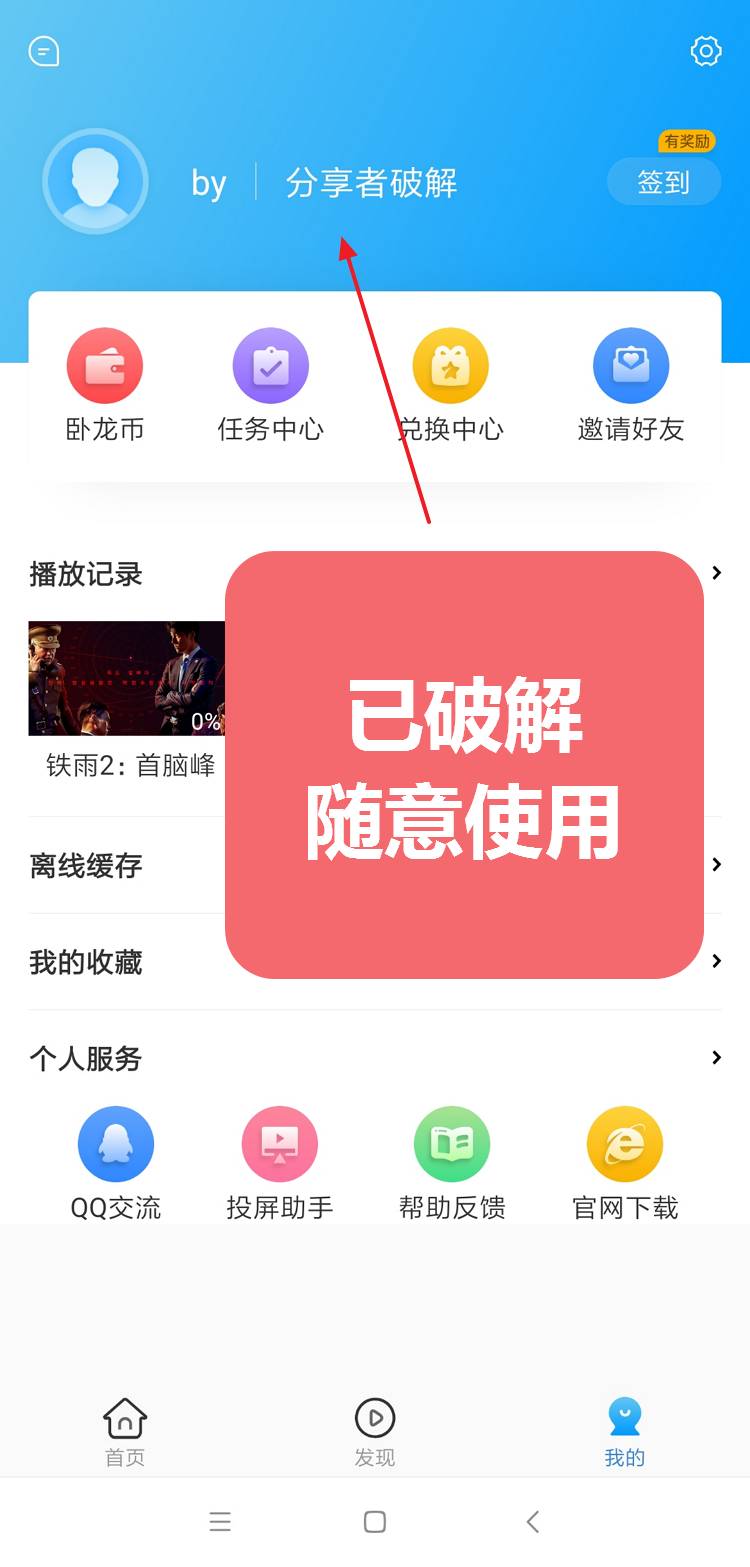 by 分享者破解
有奖励
签到
卧龙币 任务中心 兑换中心 邀请好友
播放记录
0%
铁雨2：首脑峰
已破解
随意使用
离线缓存
我的收藏
个人服务
QQ交流 投屏助手 帮助反馈 官网下载
首页 发现 我的